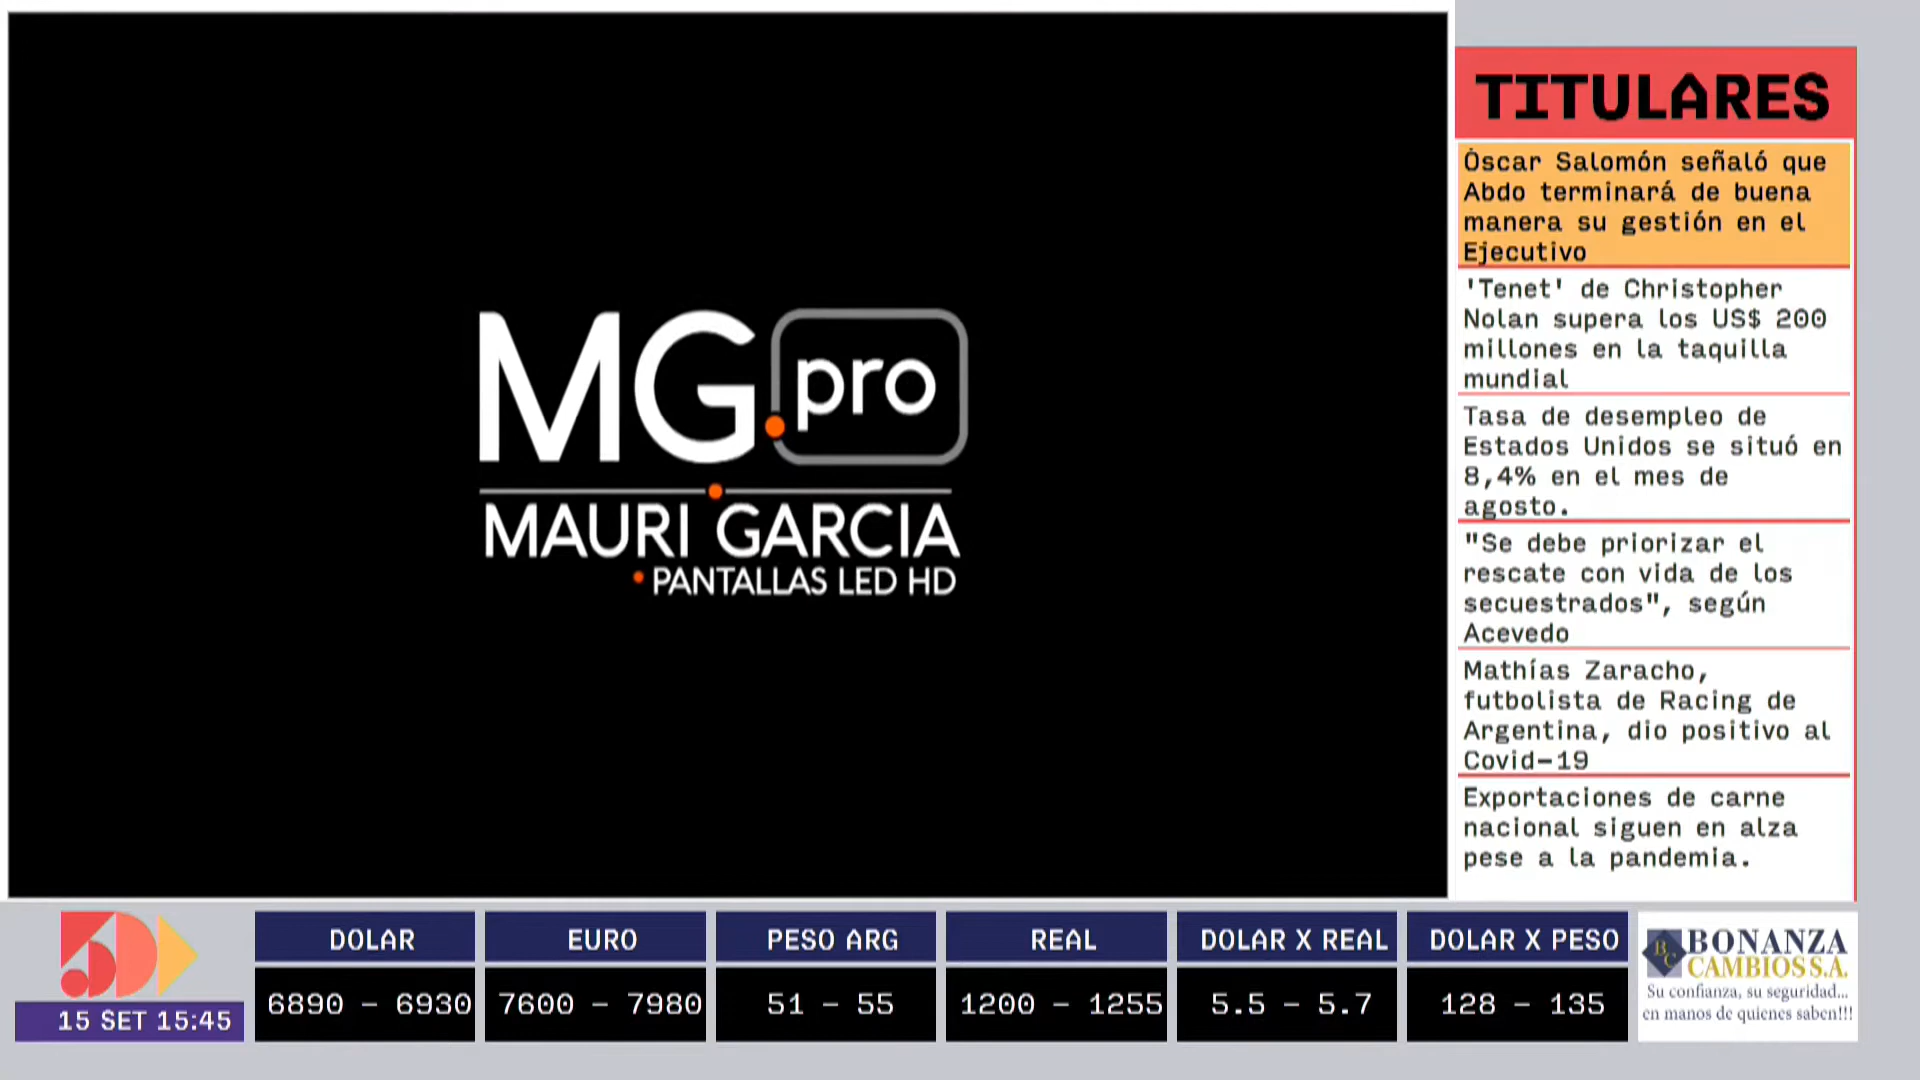 MG.pro
MAURI GARCIA
PANTALLAS LED HD
TITULARES
Óscar Salomón señaló que
Abdo terminará de buena
manera su gestión en el
Ejecutivo
'Tenet' de Christopher
Nolan supera los US$ 200
millones en la taquilla
mundial
Tasa de desempleo de
Estados Unidos se situó en
8,4% en el mes de
agosto.
"Se debe priorizar el
rescate con vida de los
secuestrados", según
Acevedo
Mathías Zaracho,
futbolista de Racing de
Argentina, dio positivo al
Covid-19
Exportaciones de carne
nacional siguen en alza
pese a la pandemia.
5D
15 SET 15:45
DOLAR
6890 - 6930
EURO
7600 - 7980
PESO ARG
51 - 55
REAL
1200 - 1255
DOLAR X REAL
5.5 - 5.7
DOLAR X PESO
128 - 135
BC
BONANZA
CAMBIOS S.A.
Su confianza, su seguridad...
en manos de quienes saben!!!